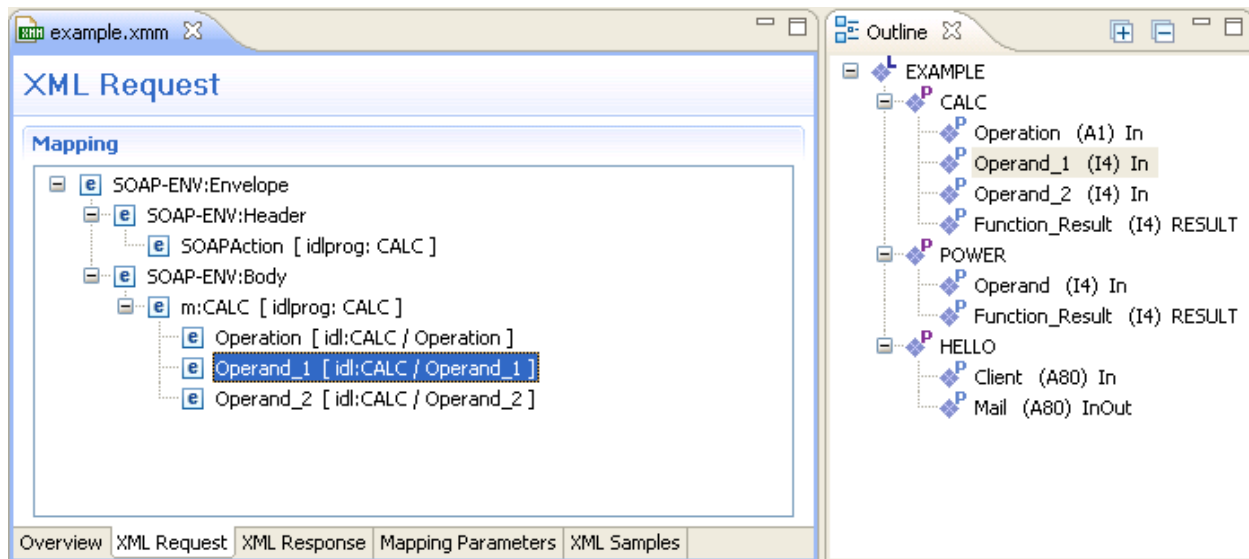 example.xmm
XML Request
Mapping
SOAP-ENV:Envelope
SOAP-ENV:Header
SOAPAction [ idlprog: CALC ]
SOAP-ENV:Body
m:CALC [ idlprog: CALC ]
Operation [ idl:CALC / Operation ]
Operand_1 [ idl:CALC / Operand_1 ]
Operand_2 [ idl:CALC / Operand_2 ]
Overview XML Request XML Response Mapping Parameters XML Samples
Outline
EXAMPLE
CALC
Operation (A1) In
Operand_1 (I4) In
Operand_2 (I4) In
Function_Result (I4) RESULT
POWER
Operand (I4) In
Function_Result (I4) RESULT
HELLO
Client (A80) In
Mail (A80) InOut